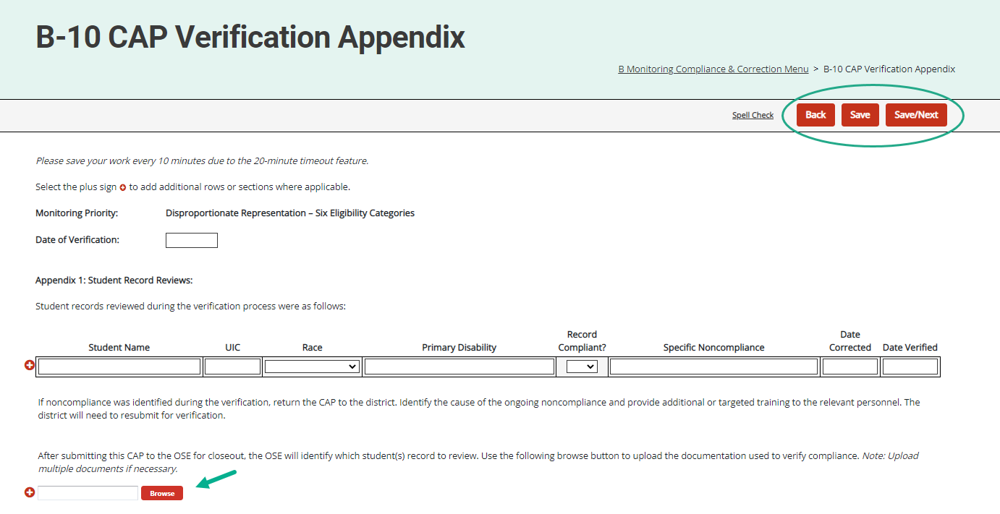 B-10 CAP Verification Appendix
B Monitoring Compliance & Correction Menu > B-10 CAP Verification Appendix
Spell Check Back Save Save/Next
Please save your work every 10 minutes due to the 20-minute timeout feature.
Select the plus sign to add additional rows or sections where applicable.
Monitoring Priority: Disproportionate Representation – Six Eligibility Categories
Date of Verification:
Appendix 1: Student Record Reviews:
Student records reviewed during the verification process were as follows:
Student Name UIC Race Primary Disability Record Compliant? Specific Noncompliance Date Corrected Date Verified
If noncompliance was identified during the verification, return the CAP to the district. Identify the cause of the ongoing noncompliance and provide additional or targeted training to the relevant personnel. The
district will need to resubmit for verification.
After submitting this CAP to the OSE for closeout, the OSE will identify which student(s) record to review. Use the following browse button to upload the documentation used to verify compliance. Note: Upload
multiple documents if necessary.
Browse